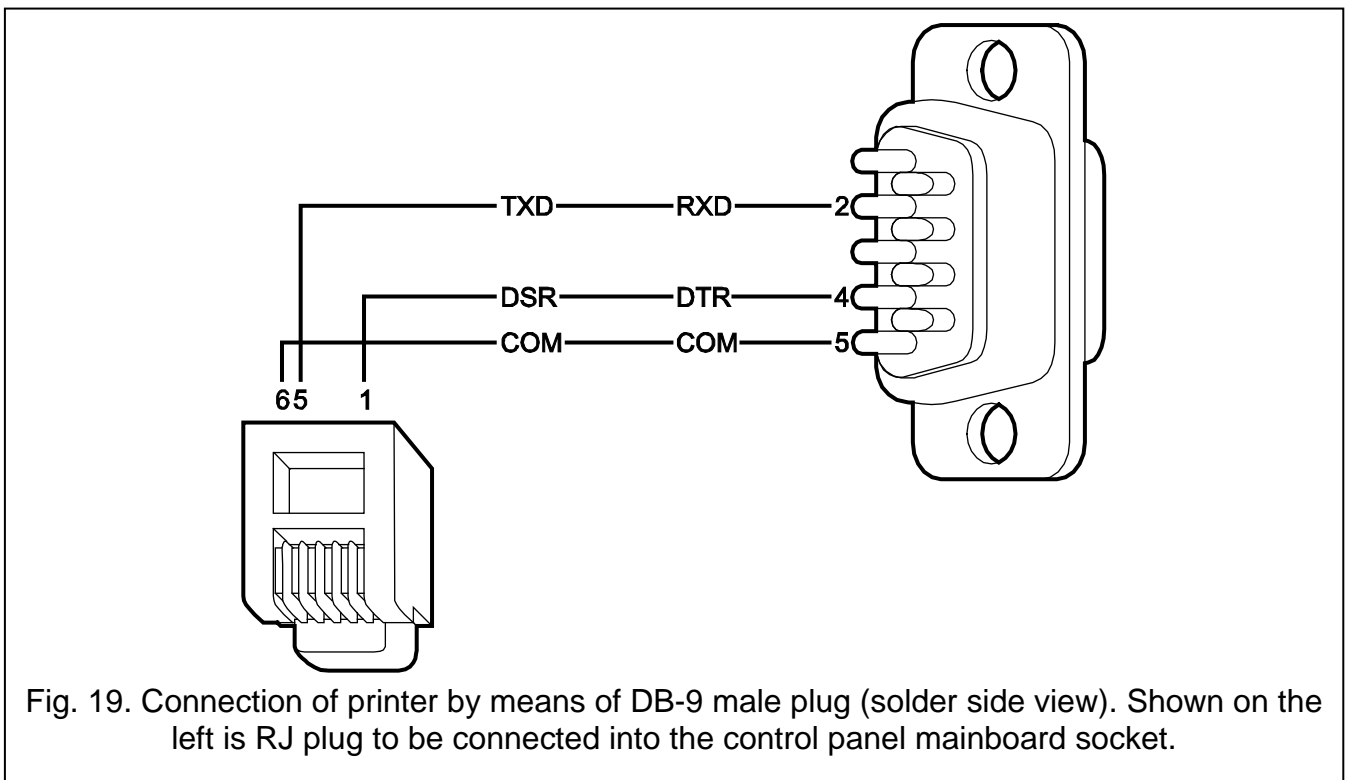 TXD RXD 2
DSR DTR 4
COM COM 5
65 1
Fig. 19. Connection of printer by means of DB-9 male plug (solder side view). Shown on the
left is RJ plug to be connected into the control panel mainboard socket.